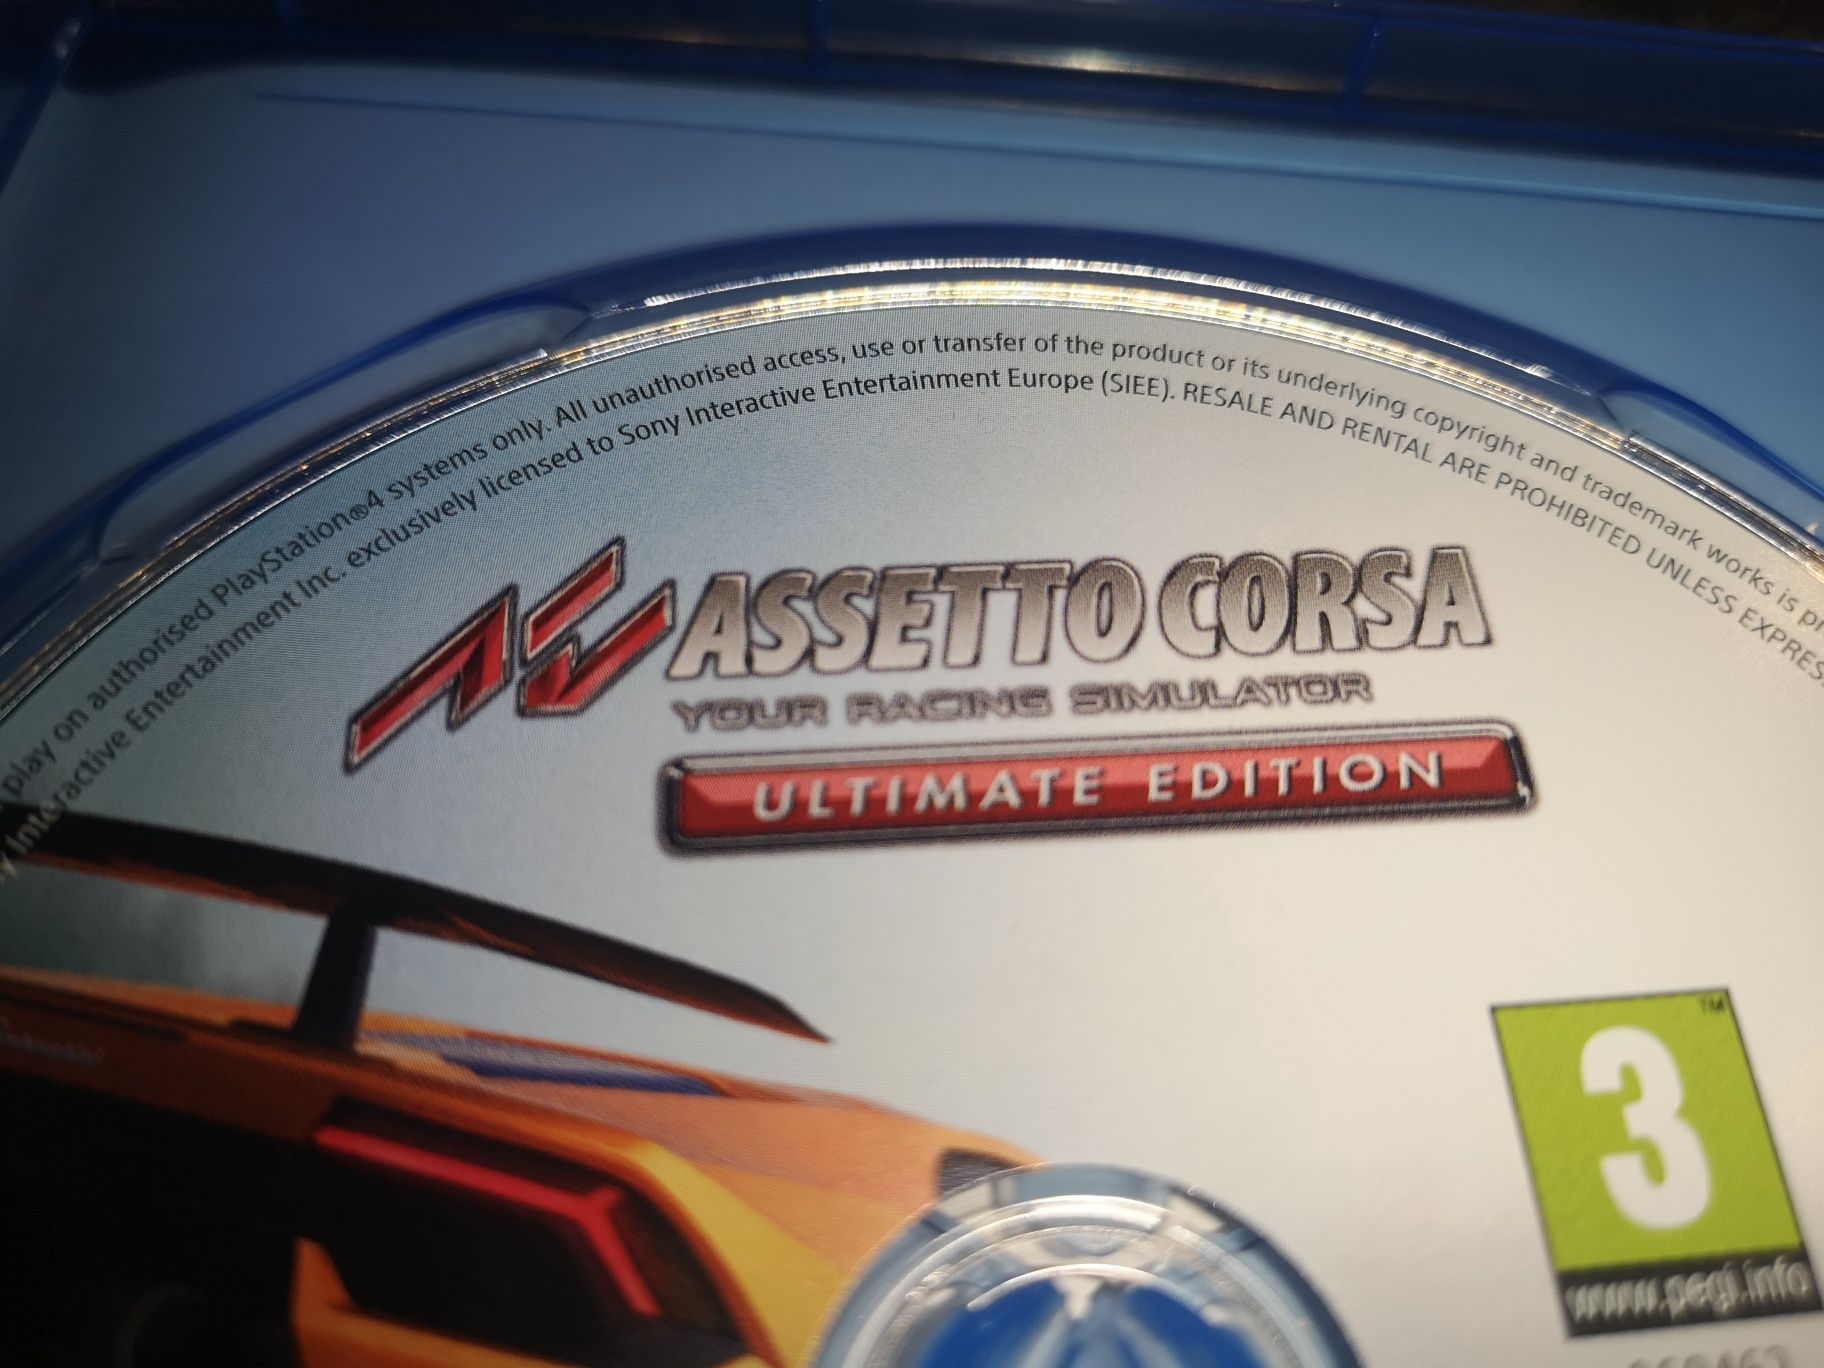 play on authorised PlayStation®4 systems only. All unauthorised access, use or transfer of the product or its underlying copyright and trademark works is
Interactive Entertainment Inc. exclusively licensed to Sony Interactive Entertainment Europe (SIEE). RESALE AND RENTAL ARE PROHIBITED UNLESS
ASSETTO CORSA
YOUR RACING SIMULATOR
ULTIMATE EDITION
3
TM
www.pegi.info